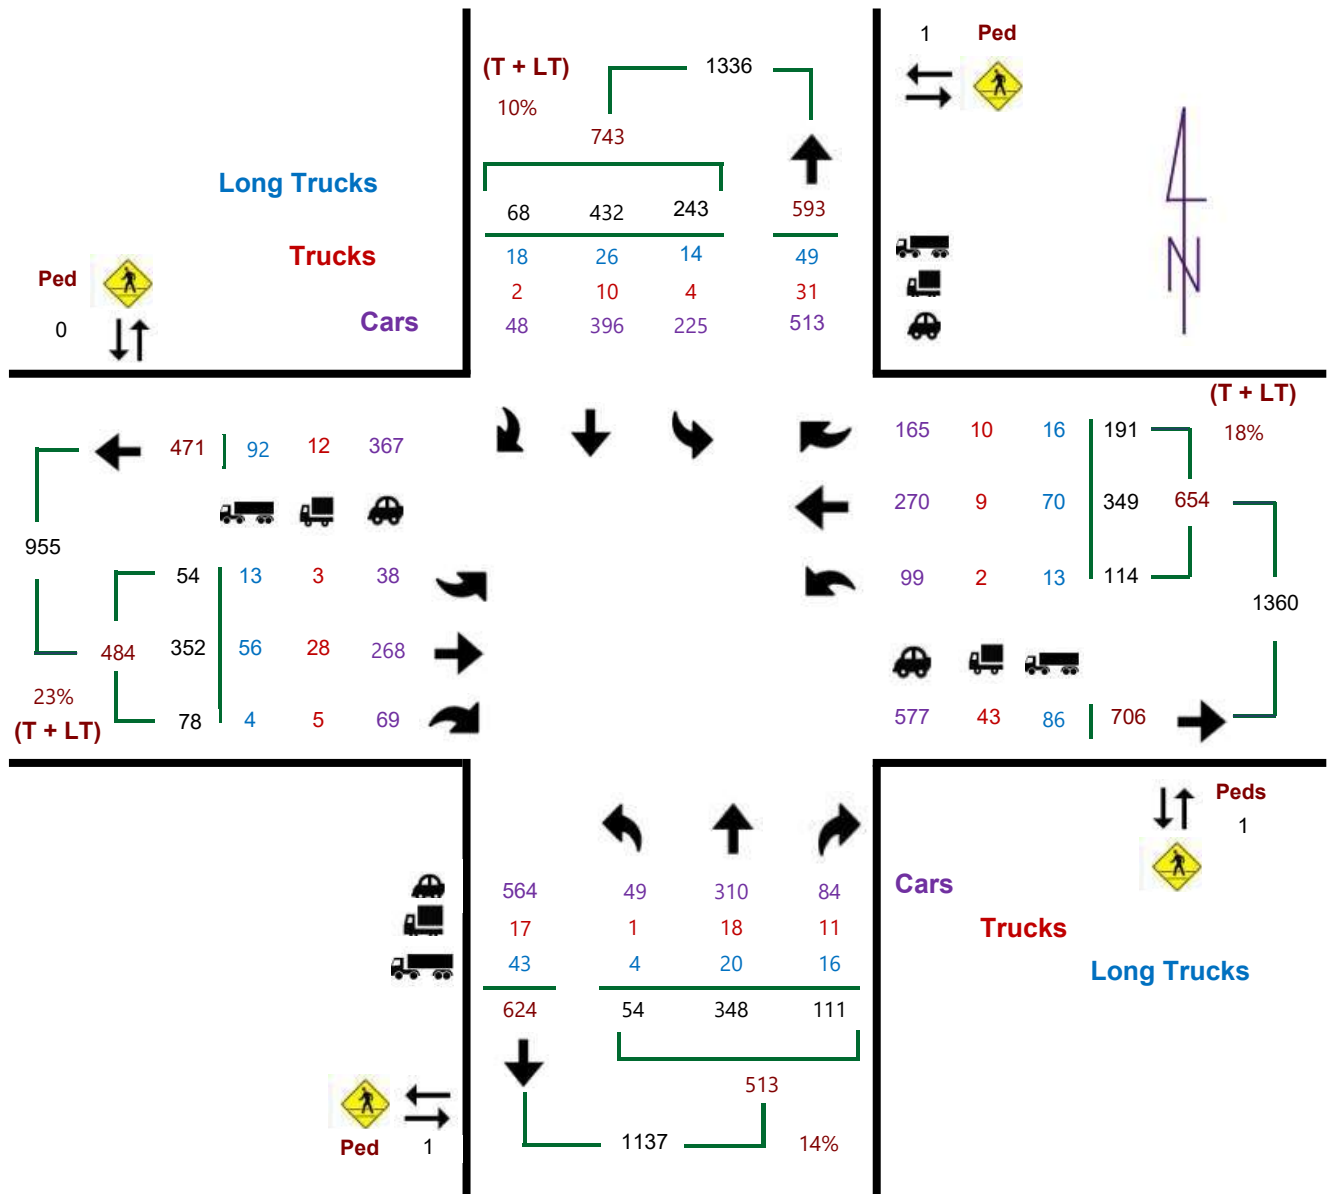 1 Ped
(T + LT) 1336
10%
743
Long Trucks
68 432 243 593
Trucks 18 26 14 49
Ped 2 10 4 31
0 Cars 48 396 225 513
N
(T + LT)
471 92 12 367 165 10 16 191 18%
270 9 70 349 654
955
54 13 3 38 99 2 13 114
1360
484 352 56 28 268
23%
78 4 5 69 577 43 86 706
(T + LT)
Peds
1
564 49 310 84 Cars
17 1 18 11 Trucks
43 4 20 16 Long Trucks
624 54 348 111
513
Ped 1 1137 14%